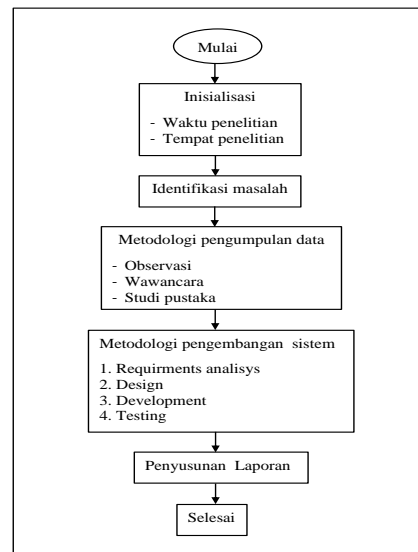 Mulai
Inisialisasi
- Waktu penelitian
- Tempat penelitian
Identifikasi masalah
Metodologi pengumpulan data
- Observasi
- Wawancara
- Studi pustaka
Metodologi pengembangan sistem
1. Requirments analisys
2. Design
3. Development
4. Testing
Penyusunan Laporan
Selesai